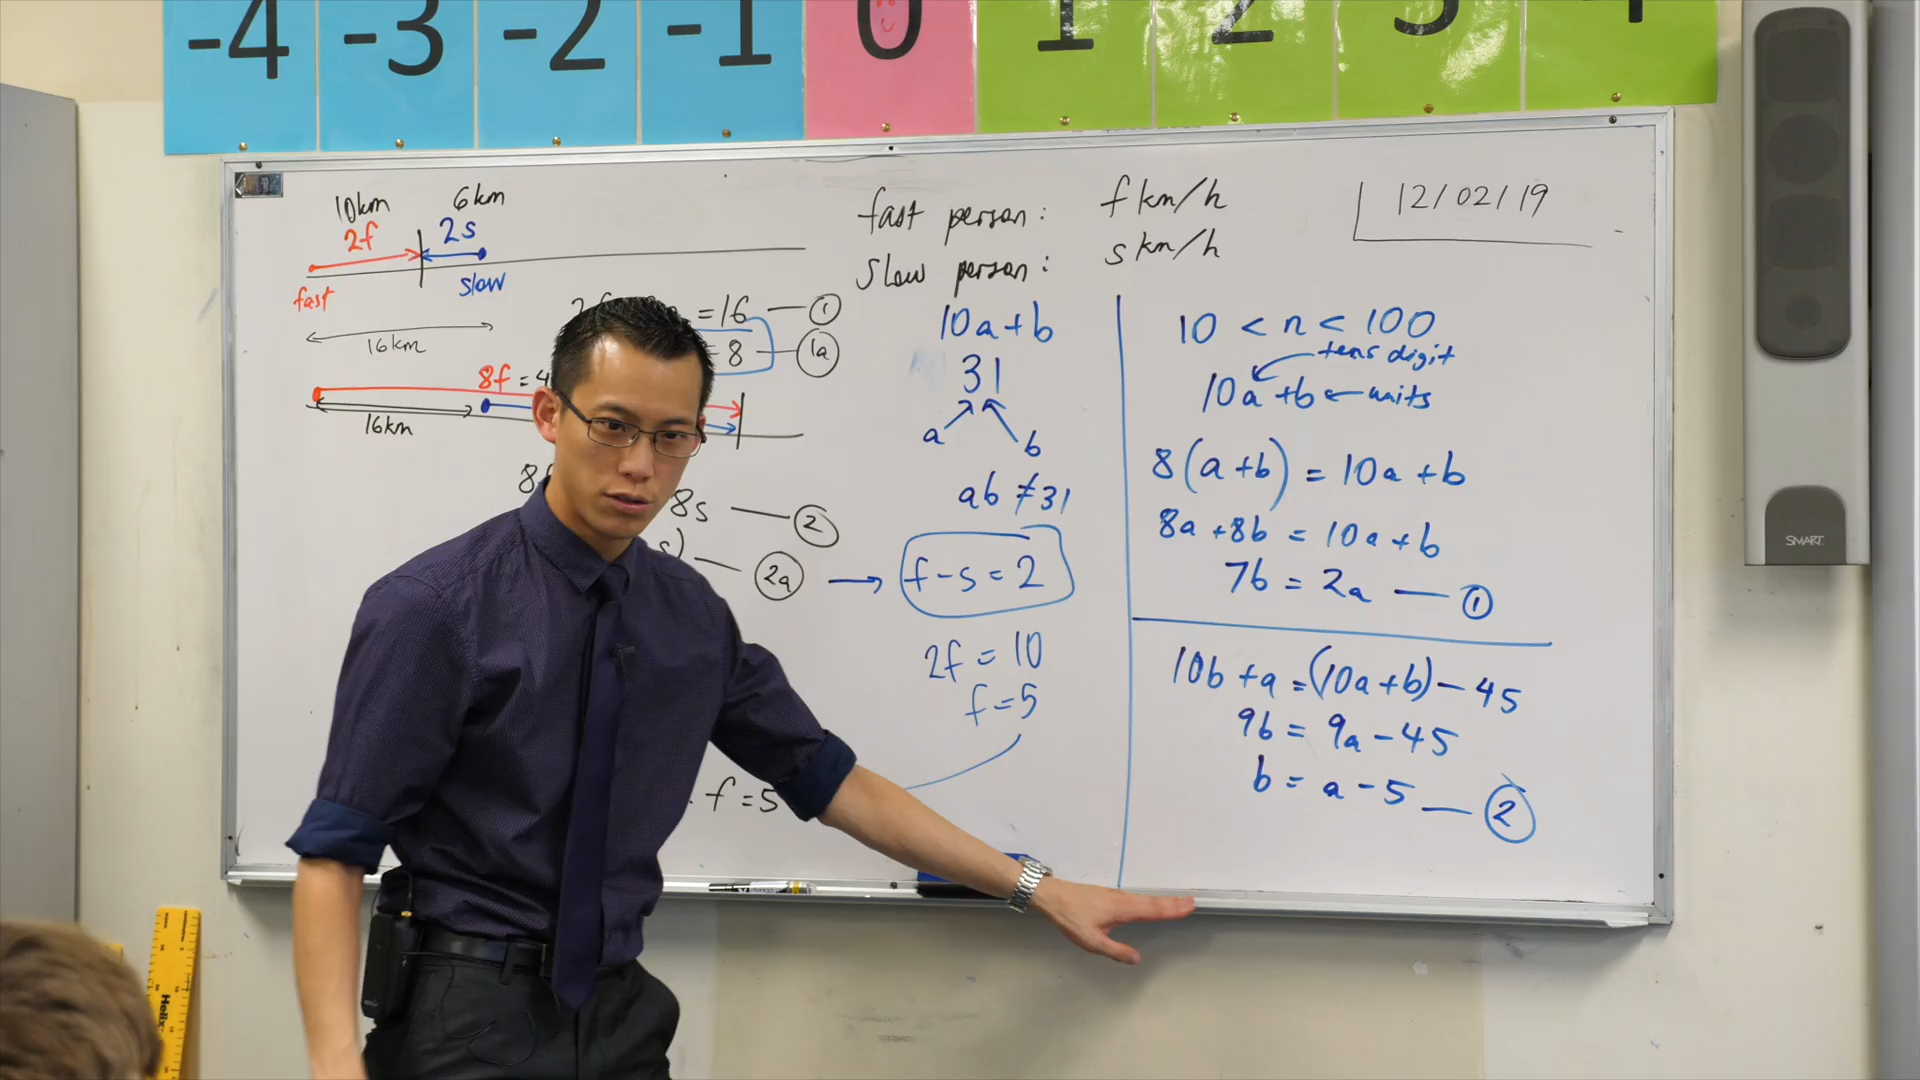 -4 -3 -2 -1 0 1 2 3 4
10km 6km
2f 2s
fast slow
16km
= 16 — ①
= 8 — 1a
8f = 4
16km
8s — ②
2a → f - s = 2
2f = 10
f = 5
f = 5
fast person: f km/h
slow person: s km/h
10a + b
31
a b
ab ≠ 31
12/02/19
10 < n < 100
tens digit
10a + b ← units
8(a + b) = 10a + b
8a + 8b = 10a + b
7b = 2a — ①
10b + a = (10a + b) - 45
9b = 9a - 45
b = a - 5 — ②
SMART
Helix